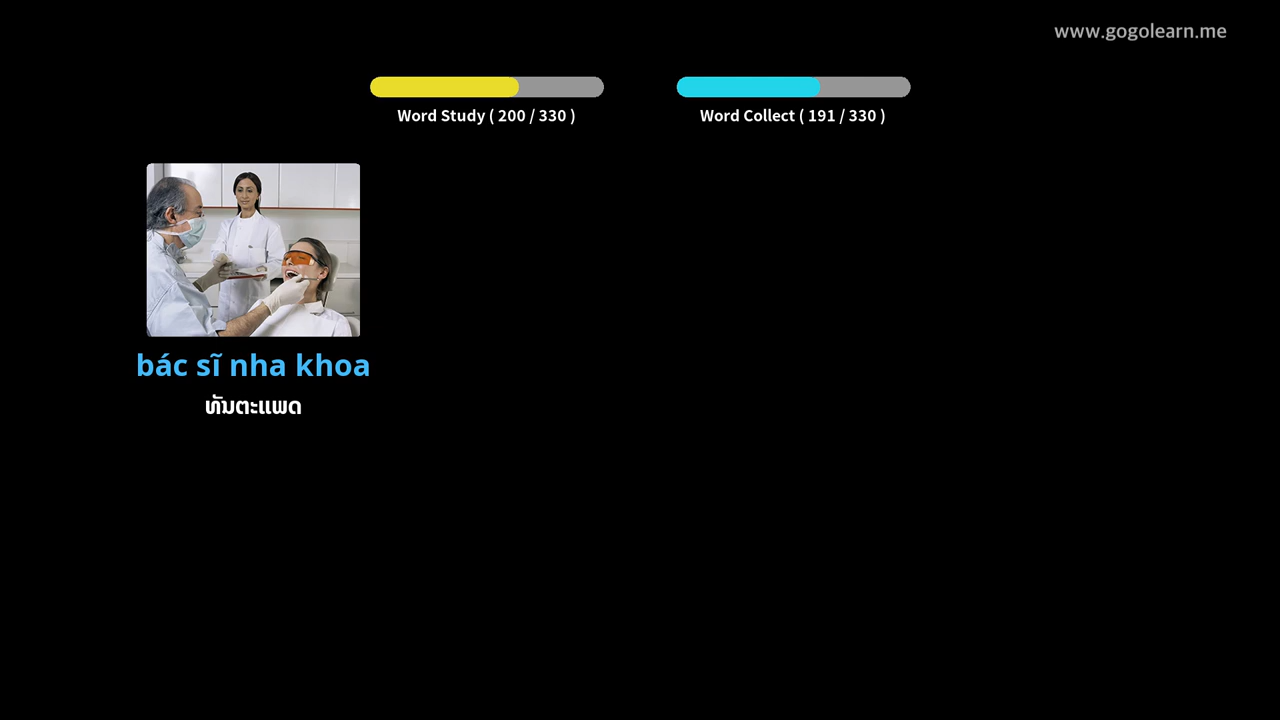 www.gogolearn.me
Word Study ( 200 / 330 )
Word Collect ( 191 / 330 )
bác sĩ nha khoa
ທັນຕະແພດ